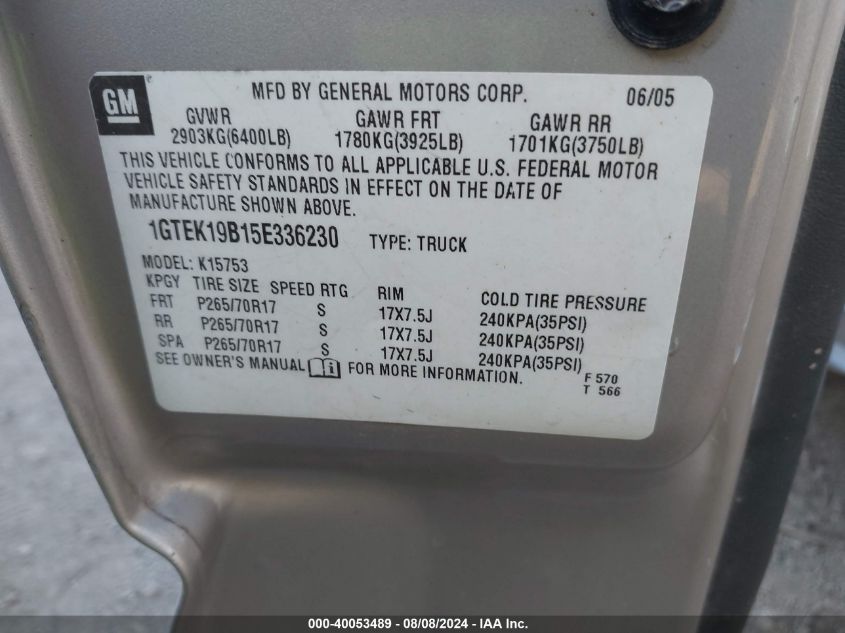 GM MFD BY GENERAL MOTORS CORP. 06/05
GVWR GAWR FRT GAWR RR
2903KG(6400LB) 1780KG(3925LB) 1701KG(3750LB)
THIS VEHICLE CONFORMS TO ALL APPLICABLE U.S. FEDERAL MOTOR
VEHICLE SAFETY STANDARDS IN EFFECT ON THE DATE OF
MANUFACTURE SHOWN ABOVE.
1GTEK19B15E336230 TYPE: TRUCK
MODEL: K15753
KPGY TIRE SIZE SPEED RTG RIM COLD TIRE PRESSURE
FRT P265/70R17 S 17X7.5J 240KPA(35PSI)
RR P265/70R17 S 17X7.5J 240KPA(35PSI)
SPA P265/70R17 S 17X7.5J 240KPA(35PSI)
SEE OWNER'S MANUAL FOR MORE INFORMATION.
F 570
T 566
000-40053489 - 08/08/2024 - IAA Inc.